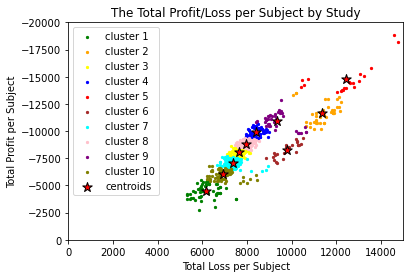 The Total Profit/Loss per Subject by Study
Total Profit per Subject
−20000
−17500
−15000
−12500
−10000
−7500
−5000
−2500
0
cluster 1
cluster 2
cluster 3
cluster 4
cluster 5
cluster 6
cluster 7
cluster 8
cluster 9
cluster 10
centroids
0 2000 4000 6000 8000 10000 12000 14000
Total Loss per Subject